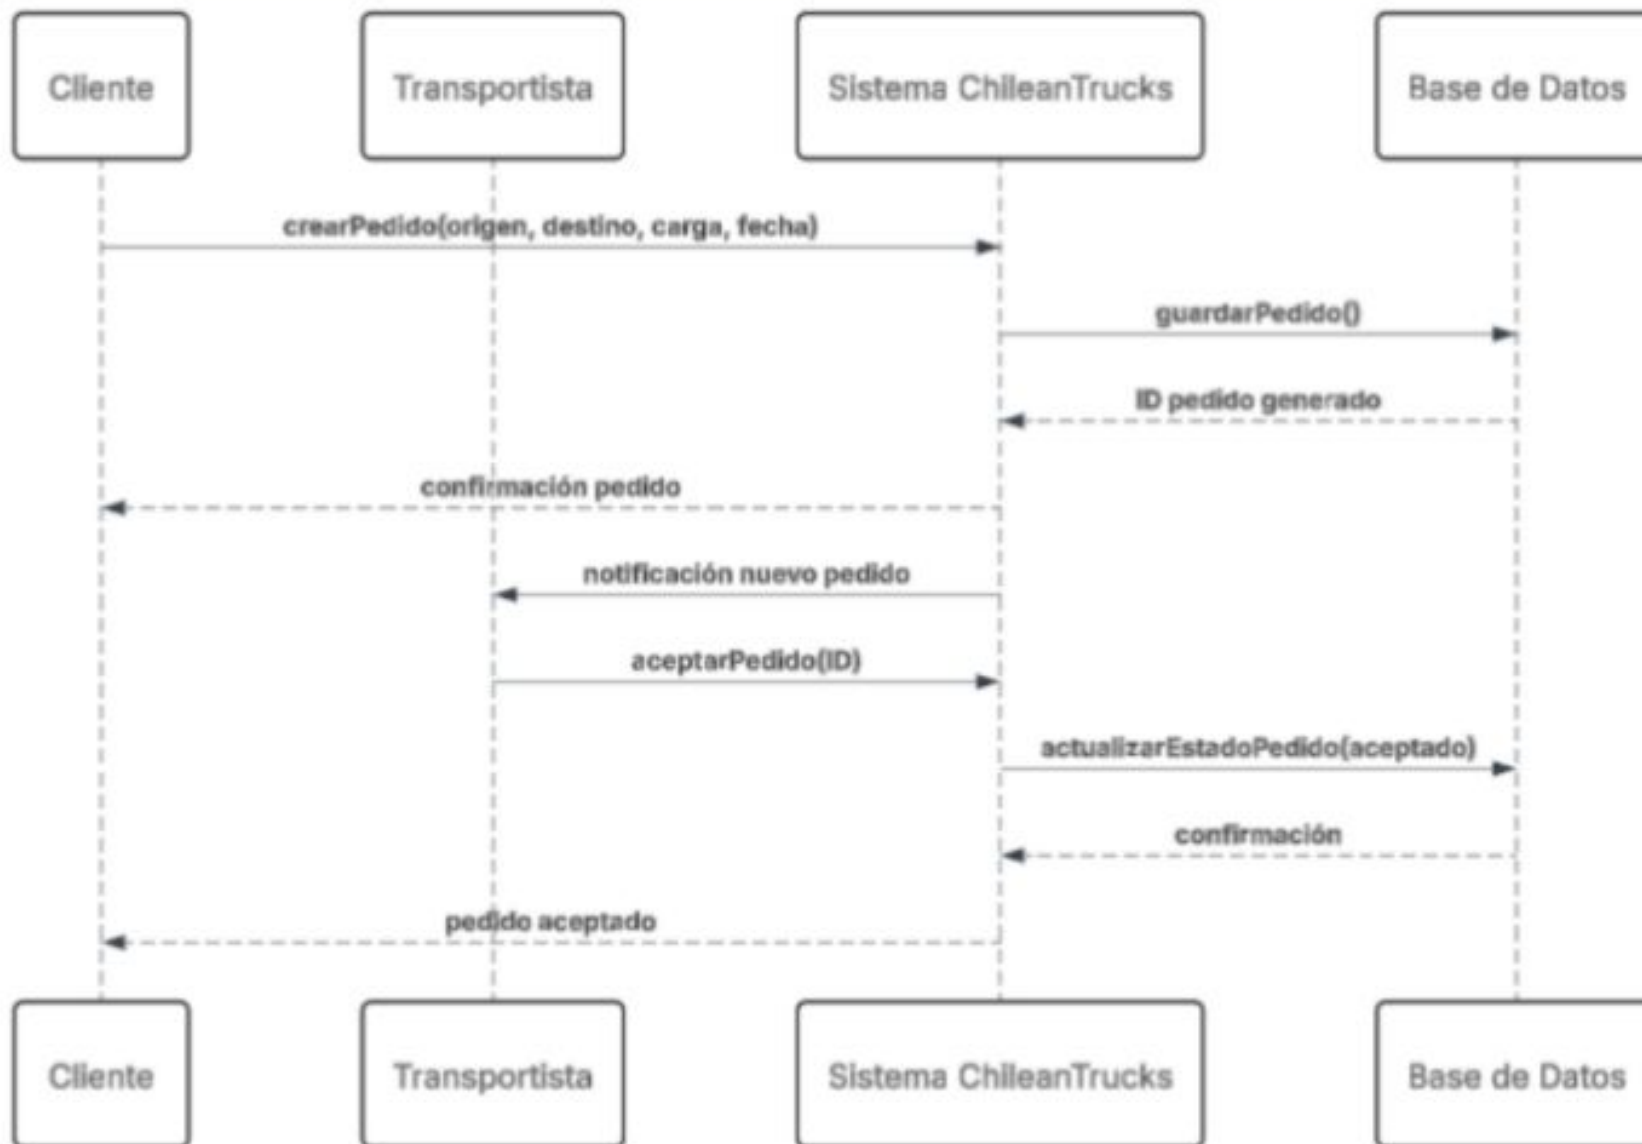 Cliente
Transportista
Sistema ChileanTrucks
Base de Datos
crearPedido(origen, destino, carga, fecha)
guardarPedido()
ID pedido generado
confirmación pedido
notificación nuevo pedido
aceptarPedido(ID)
actualizarEstadoPedido(aceptado)
confirmación
pedido aceptado
Cliente
Transportista
Sistema ChileanTrucks
Base de Datos